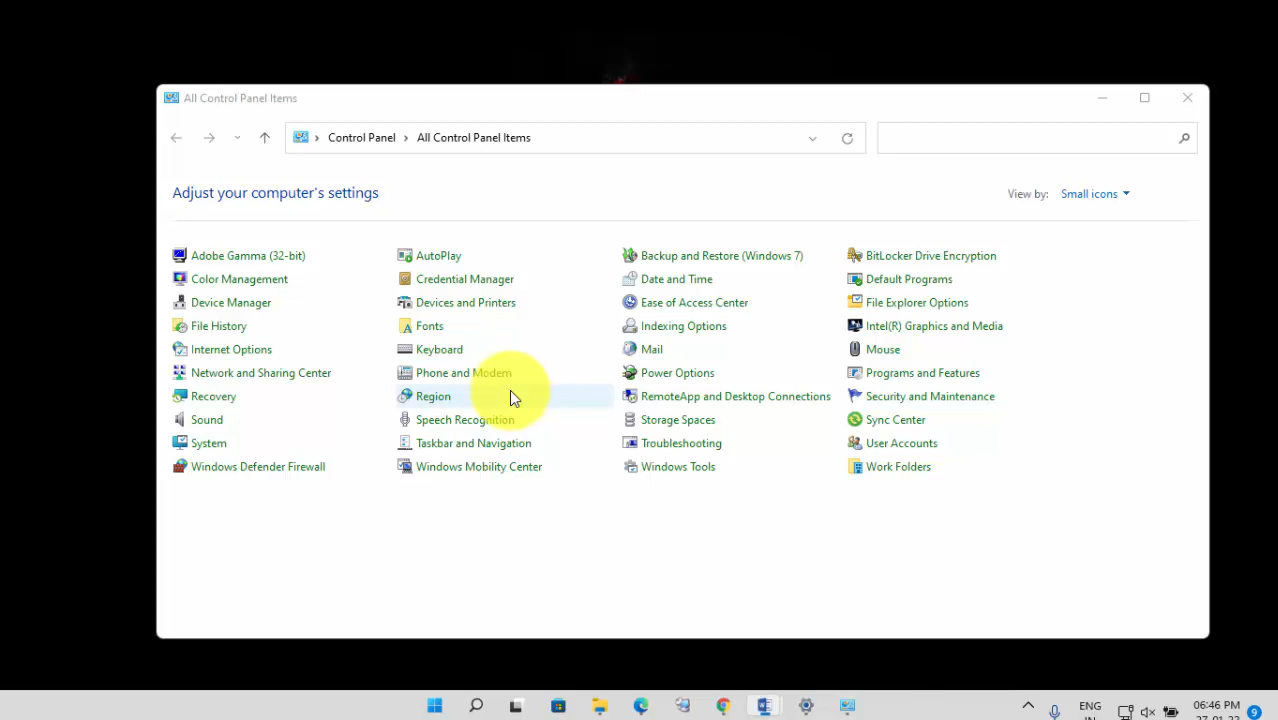 All Control Panel Items
Control Panel > All Control Panel Items
Adjust your computer's settings
View by: Small icons
Adobe Gamma (32-bit) AutoPlay Backup and Restore (Windows 7) BitLocker Drive Encryption
Color Management Credential Manager Date and Time Default Programs
Device Manager Devices and Printers Ease of Access Center File Explorer Options
File History Fonts Indexing Options Intel(R) Graphics and Media
Internet Options Keyboard Mail Mouse
Network and Sharing Center Phone and Modem Power Options Programs and Features
Recovery Region RemoteApp and Desktop Connections Security and Maintenance
Sound Speech Recognition Storage Spaces Sync Center
System Taskbar and Navigation Troubleshooting User Accounts
Windows Defender Firewall Windows Mobility Center Windows Tools Work Folders
ENG 06:46 PM
IN 9